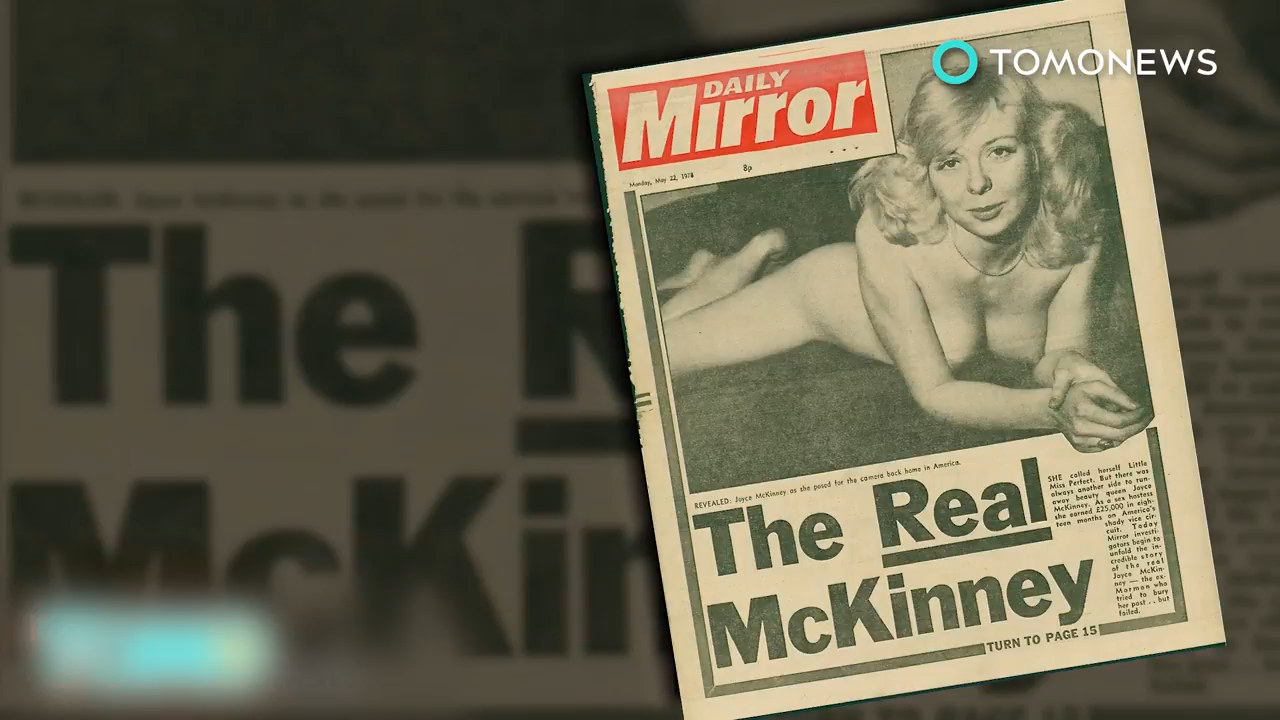 TOMONEWS
DAILY
Mirror
Monday, May 22, 1978
8p
REVEALED: Joyce McKinney as she posed for the camera back home in America.
The Real
McKinney
SHE called herself Little
Miss Perfect. But there was
always another side to run-
away beauty queen Joyce
McKinney. As a sex hostess
she earned £25,000 in eigh-
teen months on America's
shady vice cir-
cuit. Today
Mirror investi-
gators begin to
unfold the in-
credible story
of the real
Joyce McKin-
ney — the ex-
Mormon who
tried to bury
her past . . but
failed.
TURN TO PAGE 15
The R
McKin